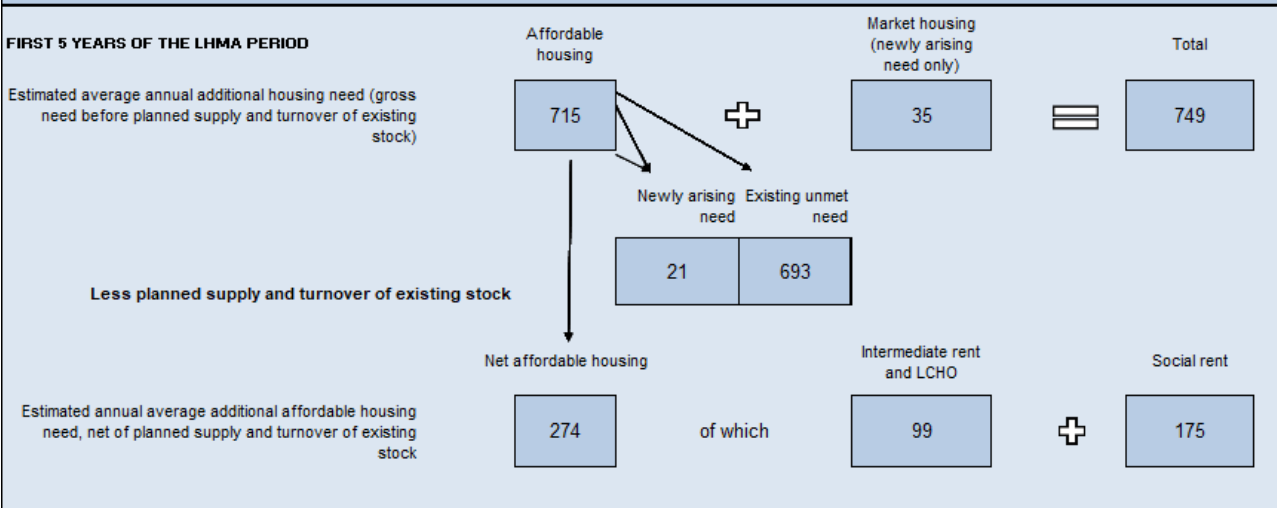 FIRST 5 YEARS OF THE LHMA PERIOD
Affordable
housing
Market housing
(newly arising
need only)
Total
Estimated average annual additional housing need (gross
need before planned supply and turnover of existing
stock)
715
35
749
Newly arising
need
Existing unmet
need
21
693
Less planned supply and turnover of existing stock
Net affordable housing
Intermediate rent
and LCHO
Social rent
Estimated annual average additional affordable housing
need, net of planned supply and turnover of existing
stock
274
of which
99
175